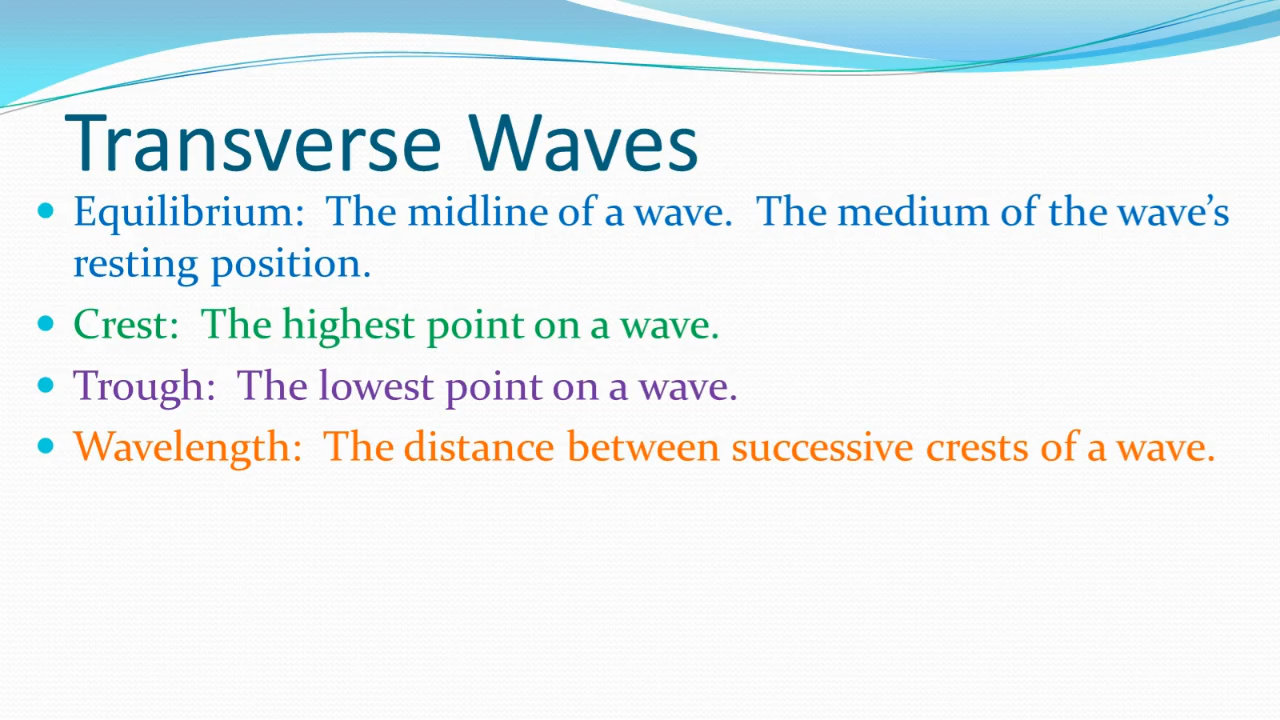 Transverse Waves
Equilibrium:  The midline of a wave.  The medium of the wave’s
resting position.
Crest:  The highest point on a wave.
Trough:  The lowest point on a wave.
Wavelength:  The distance between successive crests of a wave.